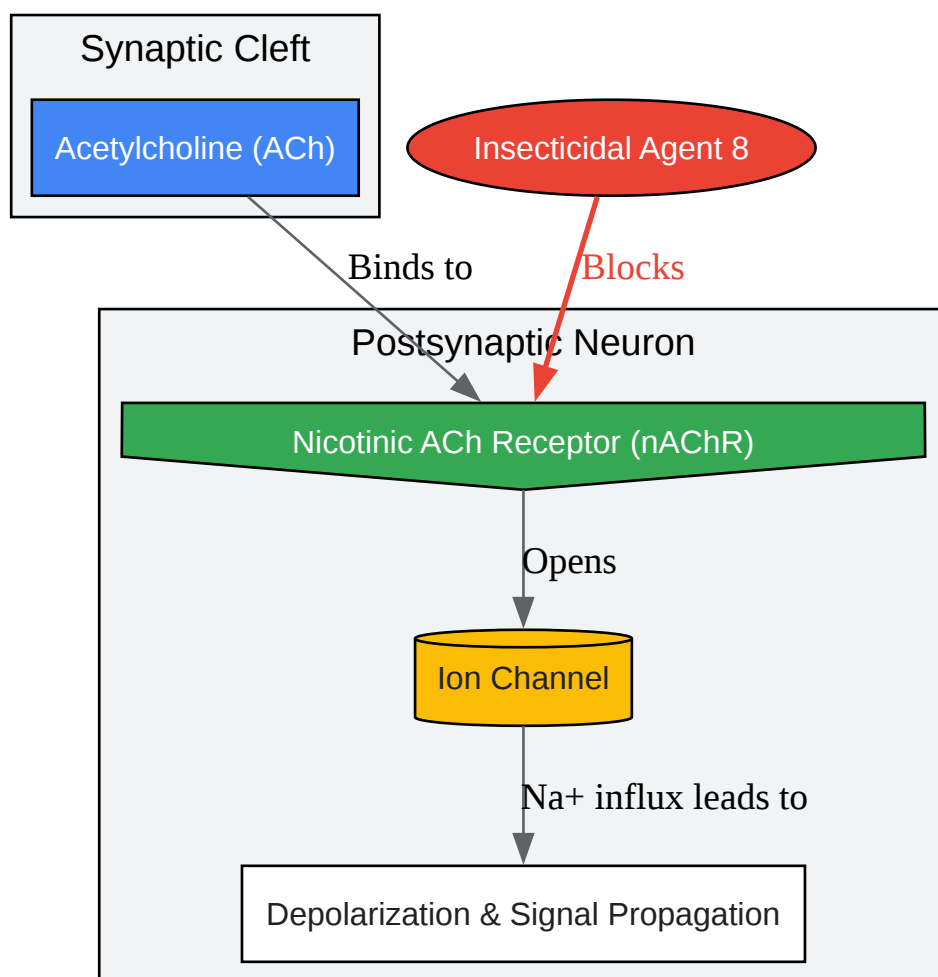 Synaptic Cleft
Acetylcholine (ACh)
Insecticidal Agent 8
Binds to
Blocks
Postsynaptic Neuron
Nicotinic ACh Receptor (nAChR)
Opens
Ion Channel
Na+ influx leads to
Depolarization & Signal Propagation